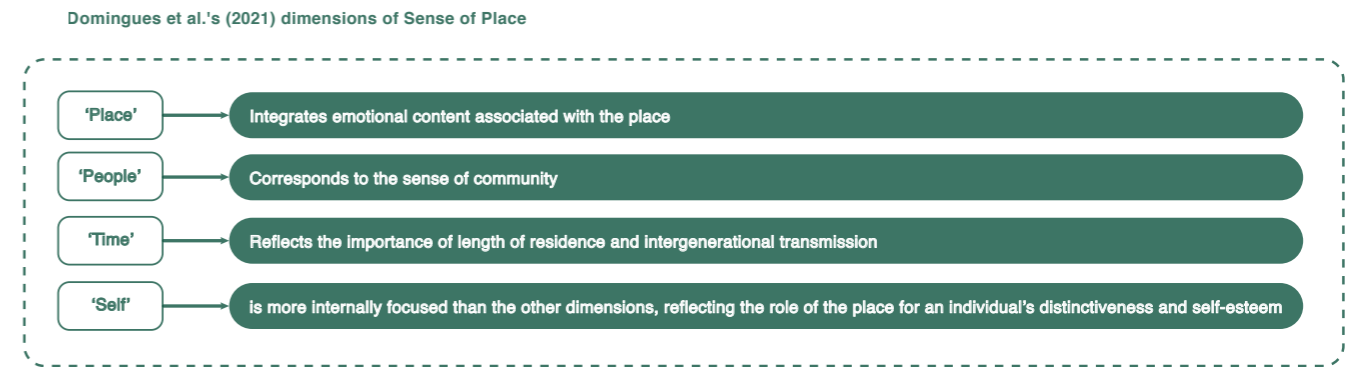 Domingues et al.'s (2021) dimensions of Sense of Place
‘Place’
Integrates emotional content associated with the place
‘People’
Corresponds to the sense of community
‘Time’
Reflects the importance of length of residence and intergenerational transmission
‘Self’
is more internally focused than the other dimensions, reflecting the role of the place for an individual’s distinctiveness and self-esteem